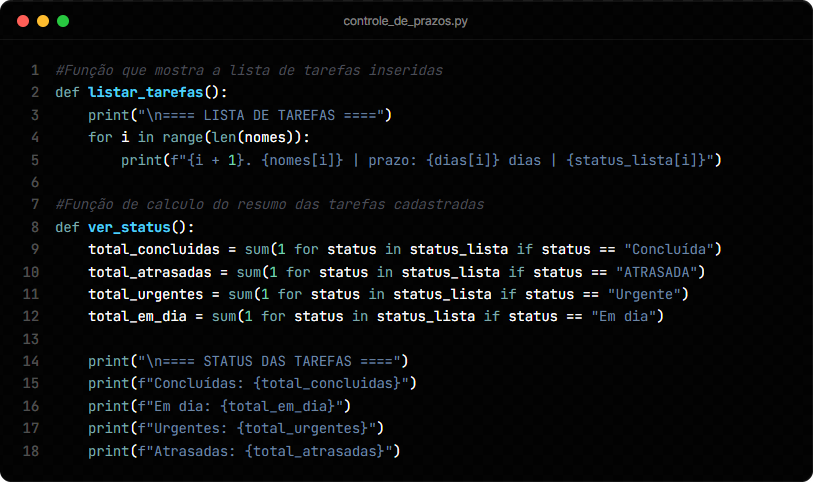 controle_de_prazos.py
1 #Função que mostra a lista de tarefas inseridas
2 def listar_tarefas():
3     print("\n==== LISTA DE TAREFAS ====")
4     for i in range(len(nomes)):
5         print(f"{i + 1}. {nomes[i]} | prazo: {dias[i]} dias | {status_lista[i]}")
6
7 #Função de calculo do resumo das tarefas cadastradas
8 def ver_status():
9     total_concluidas = sum(1 for status in status_lista if status == "Concluída")
10     total_atrasadas = sum(1 for status in status_lista if status == "ATRASADA")
11     total_urgentes = sum(1 for status in status_lista if status == "Urgente")
12     total_em_dia = sum(1 for status in status_lista if status == "Em dia")
13
14     print("\n==== STATUS DAS TAREFAS ====")
15     print(f"Concluídas: {total_concluidas}")
16     print(f"Em dia: {total_em_dia}")
17     print(f"Urgentes: {total_urgentes}")
18     print(f"Atrasadas: {total_atrasadas}")